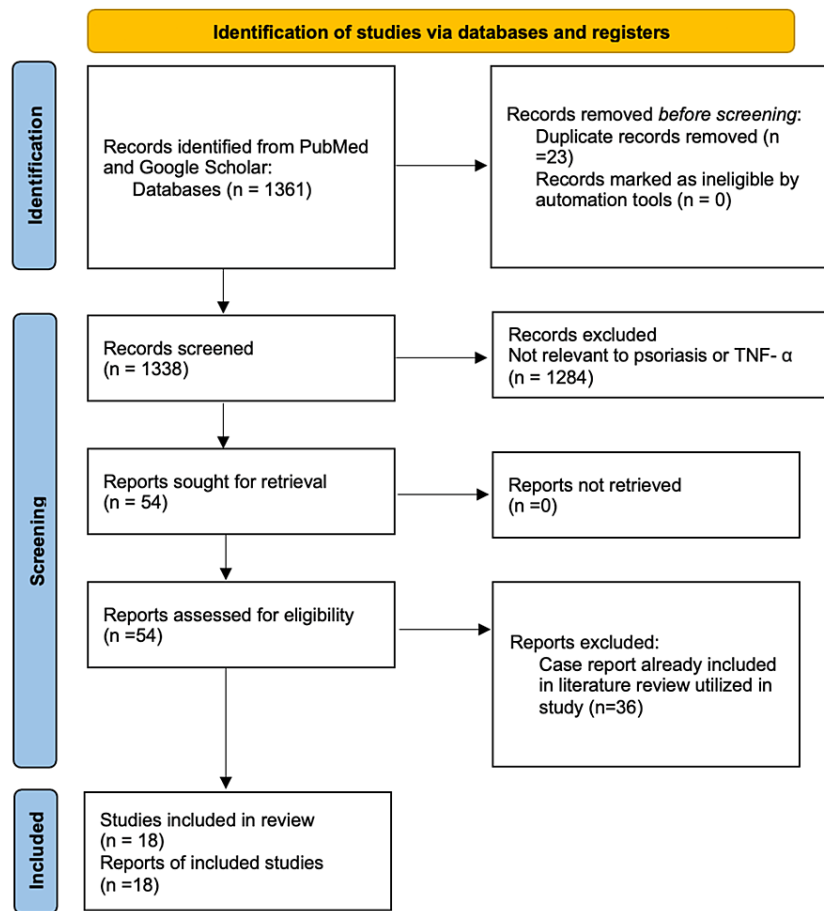 Identification of studies via databases and registers
Identification
Records identified from PubMed
and Google Scholar:
Databases (n = 1361)
Records removed before screening:
Duplicate records removed (n
=23)
Records marked as ineligible by
automation tools (n = 0)
Screening
Records screened
(n = 1338)
Records excluded
Not relevant to psoriasis or TNF- α
(n = 1284)
Reports sought for retrieval
(n = 54)
Reports not retrieved
(n =0)
Reports assessed for eligibility
(n =54)
Reports excluded:
Case report already included
in literature review utilized in
study (n=36)
Included
Studies included in review
(n = 18)
Reports of included studies
(n =18)